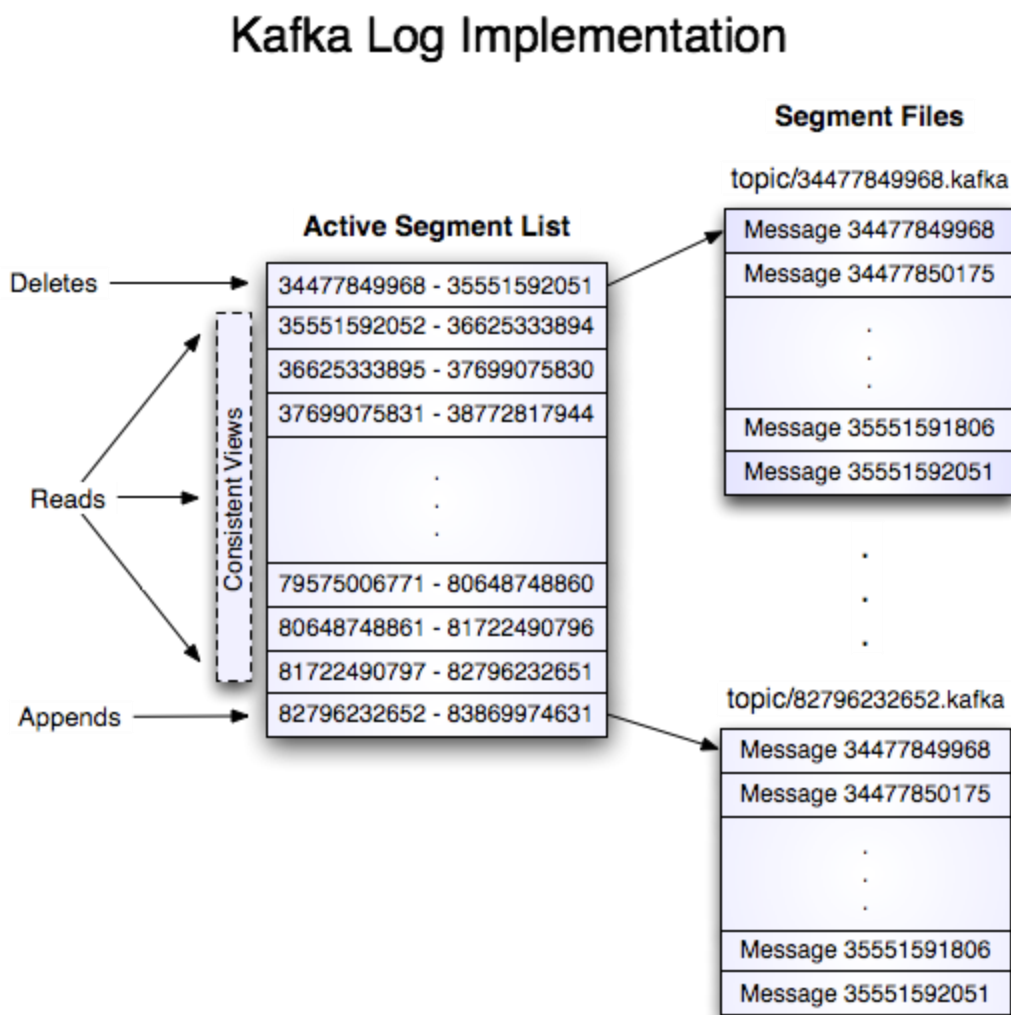 Kafka Log Implementation
Segment Files
topic/34477849968.kafka
Message 34477849968
Message 34477850175
.
.
.
Message 35551591806
Message 35551592051
.
.
.
topic/82796232652.kafka
Message 34477849968
Message 34477850175
.
.
.
Message 35551591806
Message 35551592051
Active Segment List
34477849968 - 35551592051
35551592052 - 36625333894
36625333895 - 37699075830
37699075831 - 38772817944
.
.
.
79575006771 - 80648748860
80648748861 - 81722490796
81722490797 - 82796232651
82796232652 - 83869974631
Deletes
Reads
Appends
Consistent Views